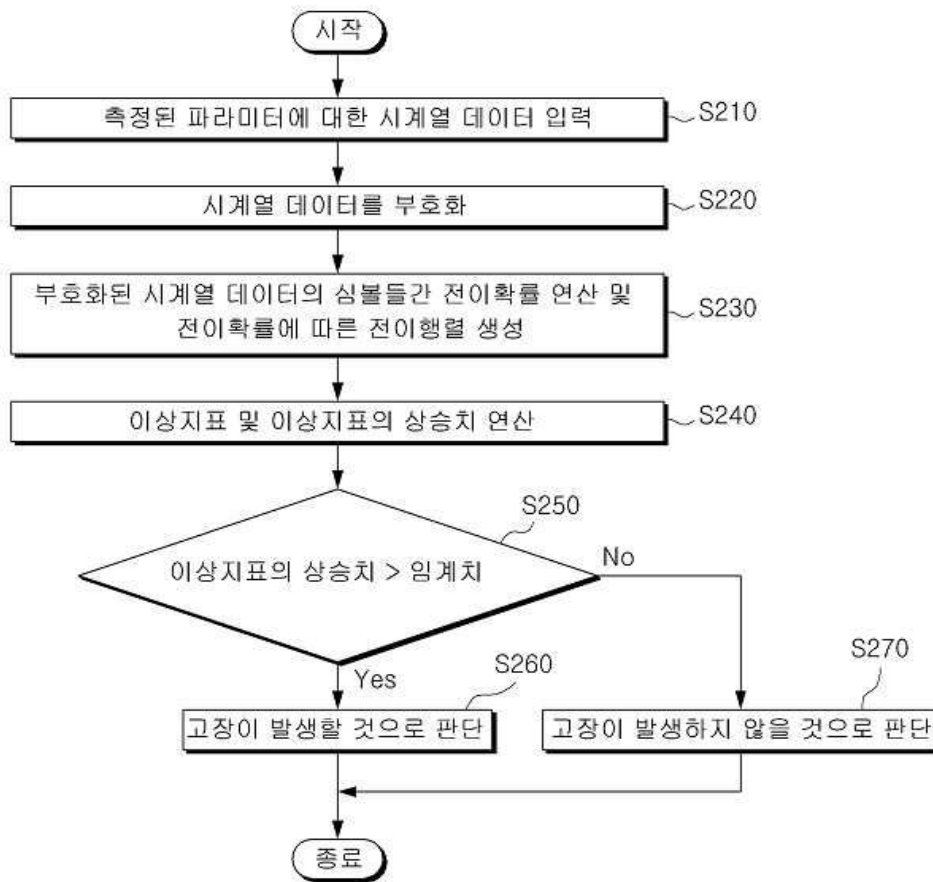 시작
측정된 파라미터에 대한 시계열 데이터 입력
S210
시계열 데이터를 부호화
S220
부호화된 시계열 데이터의 심볼들간 전이확률 연산 및
전이확률에 따른 전이행렬 생성
S230
이상지표 및 이상지표의 상승치 연산
S240
S250
이상지표의 상승치 > 임계치
No
Yes
S260
S270
고장이 발생할 것으로 판단
고장이 발생하지 않을 것으로 판단
종료